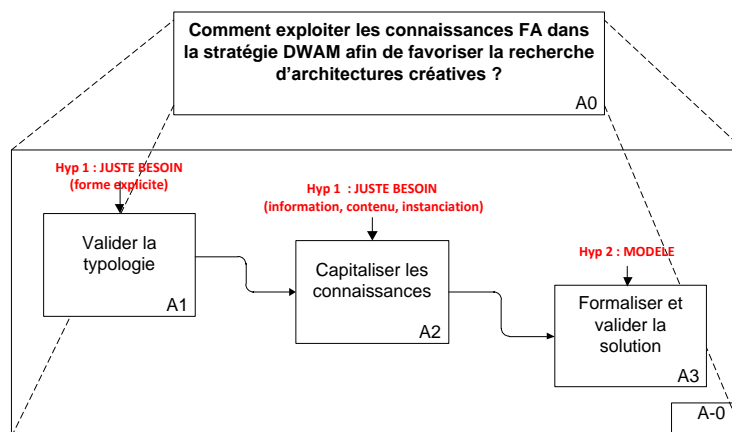 Comment exploiter les connaissances FA dans
la stratégie DWAM afin de favoriser la recherche
d'architectures créatives ?
A0
Hyp 1 : JUSTE BESOIN
(forme explicite)
Valider la
typologie
A1
Hyp 1 : JUSTE BESOIN
(information, contenu, instanciation)
Capitaliser les
connaissances
A2
Hyp 2 : MODELE
Formaliser et
valider la
solution
A3
A-0